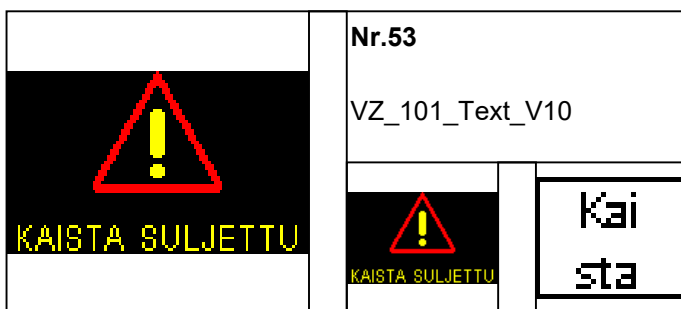 KAISTA SULJETTU
Nr.53
VZ_101_Text_V10
KAISTA SULJETTU
Kai
sta